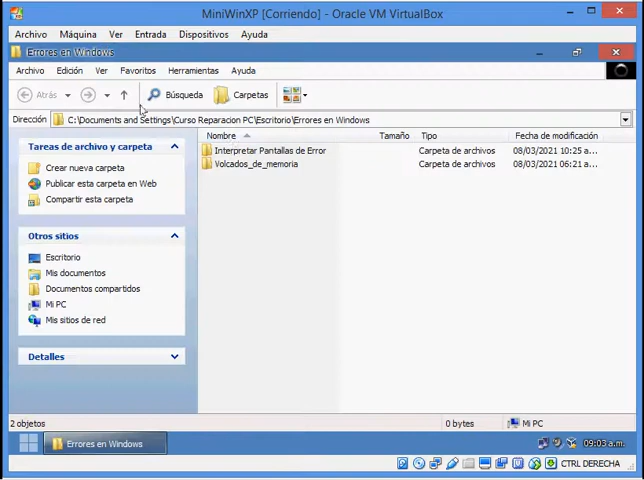 MiniWinXP [Corriendo] - Oracle VM VirtualBox
Archivo Máquina Ver Entrada Dispositivos Ayuda
Errores en Windows
Archivo Edición Ver Favoritos Herramientas Ayuda
Atrás Búsqueda Carpetas
Dirección C:\Documents and Settings\Curso Reparacion PC\Escritorio\Errores en Windows
Tareas de archivo y carpeta
Crear nueva carpeta
Publicar esta carpeta en Web
Compartir esta carpeta
Otros sitios
Escritorio
Mis documentos
Documentos compartidos
Mi PC
Mis sitios de red
Detalles
Nombre Tamaño Tipo Fecha de modificación
Interpretar Pantallas de Error Carpeta de archivos 08/03/2021 10:25 a...
Volcados_de_memoria Carpeta de archivos 08/03/2021 06:21 a...
2 objetos 0 bytes Mi PC
Errores en Windows 09:03 a.m.
CTRL DERECHA